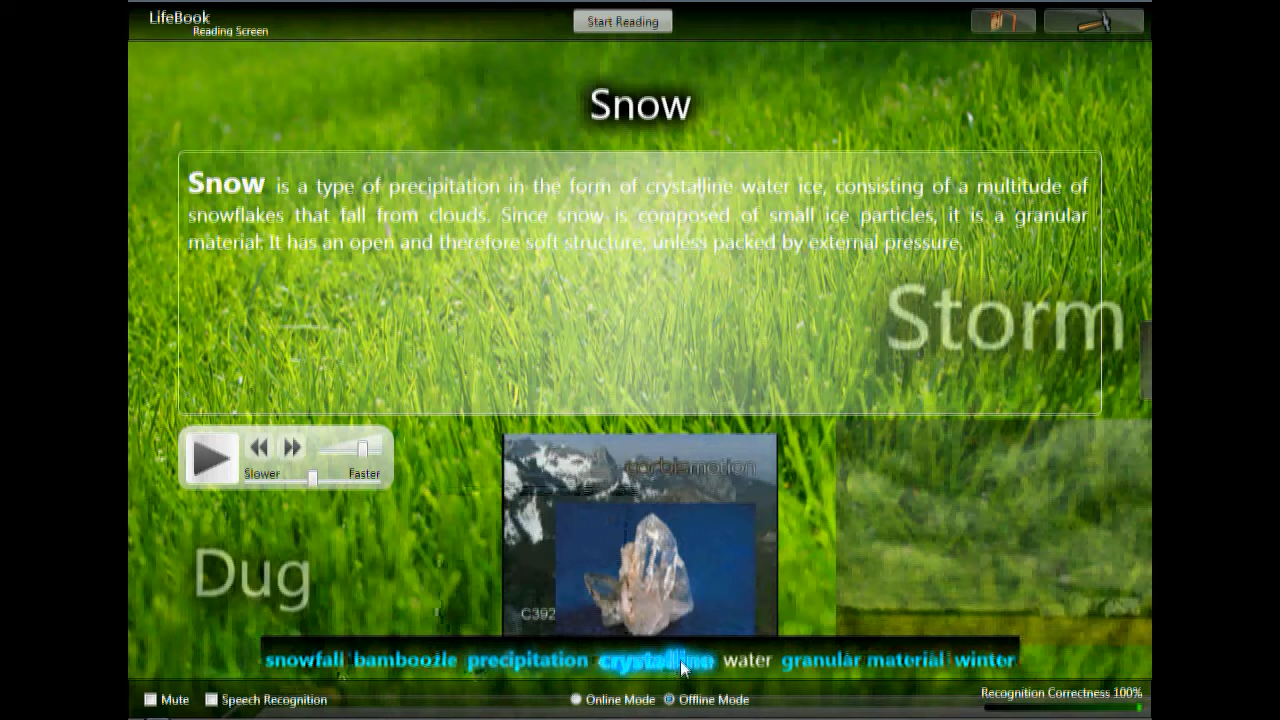 LifeBook
Reading Screen
Start Reading
Snow
Snow is a type of precipitation in the form of crystalline water ice, consisting of a multitude of
snowflakes that fall from clouds. Since snow is composed of small ice particles, it is a granular
material. It has an open and therefore soft structure, unless packed by external pressure.
Storm
Slower Faster
corbismotion
Dug
C392
snowfall bamboozle precipitation crystalline water granular material winter
Mute Speech Recognition Online Mode Offline Mode Recognition Correctness 100%